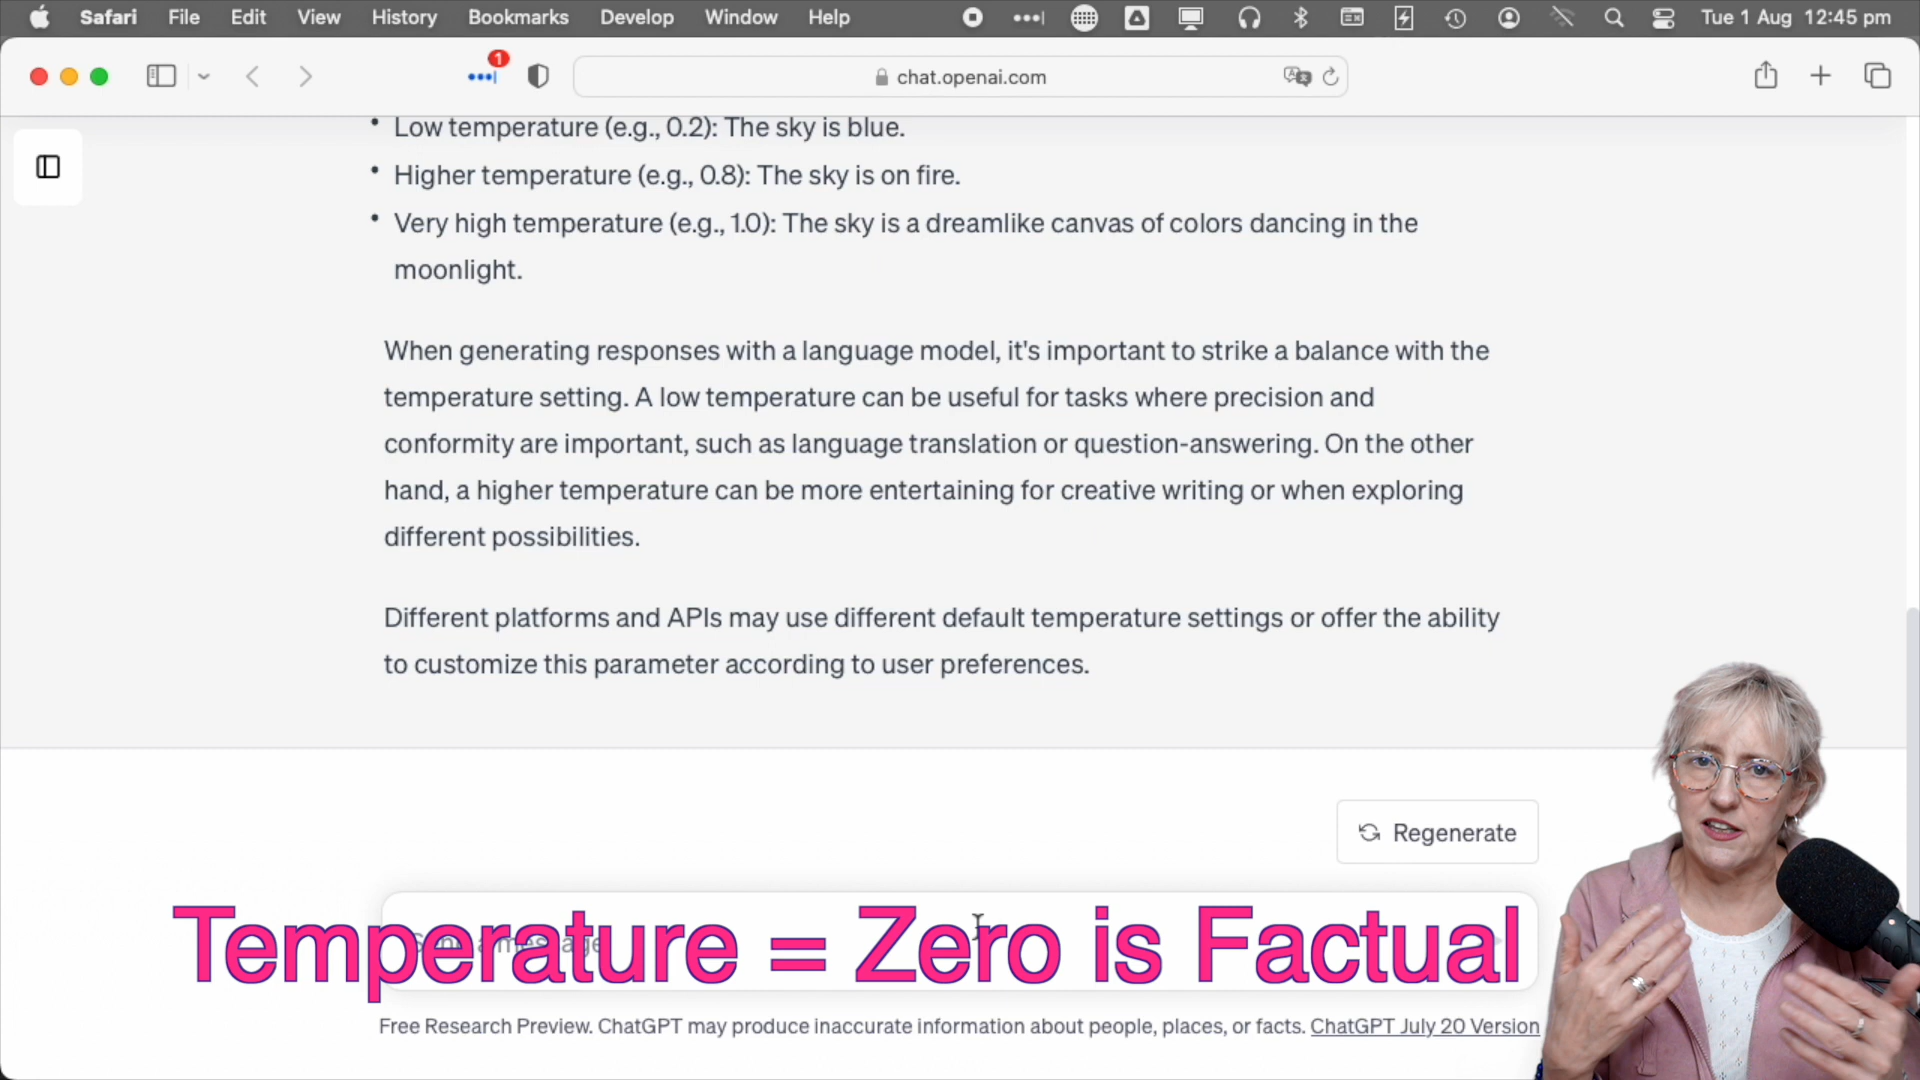 Safari File Edit View History Bookmarks Develop Window Help Tue 1 Aug 12:45 pm
1
chat.openai.com
• Low temperature (e.g., 0.2): The sky is blue.
• Higher temperature (e.g., 0.8): The sky is on fire.
• Very high temperature (e.g., 1.0): The sky is a dreamlike canvas of colors dancing in the
moonlight.
When generating responses with a language model, it's important to strike a balance with the
temperature setting. A low temperature can be useful for tasks where precision and
conformity are important, such as language translation or question-answering. On the other
hand, a higher temperature can be more entertaining for creative writing or when exploring
different possibilities.
Different platforms and APIs may use different default temperature settings or offer the ability
to customize this parameter according to user preferences.
Regenerate
Send a message
Temperature = Zero is Factual
Free Research Preview. ChatGPT may produce inaccurate information about people, places, or facts. ChatGPT July 20 Version